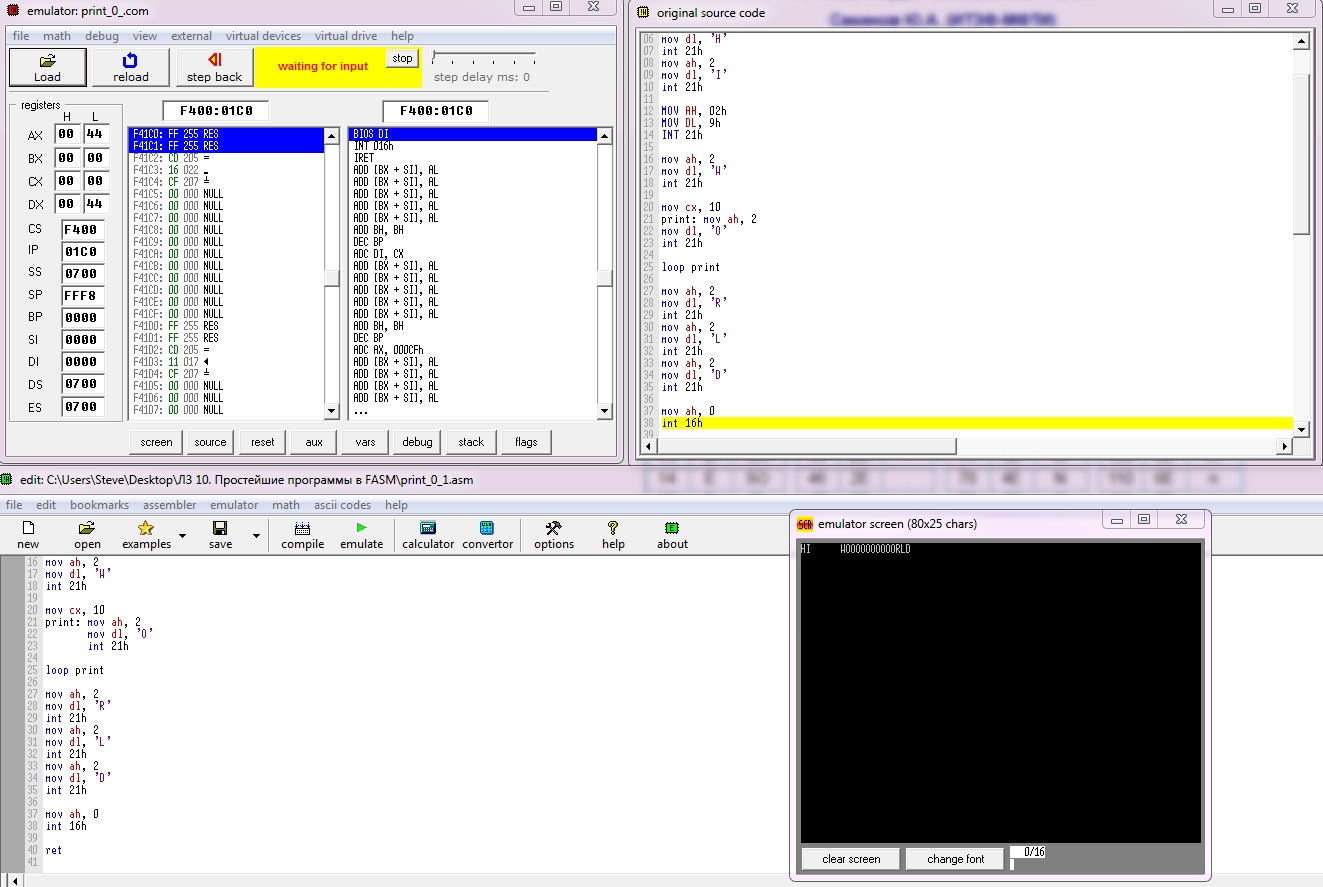 emulator: print_0_.com
file math debug view external virtual devices virtual drive help
Load reload step back waiting for input stop step delay ms: 0
registers F400:01C0 F400:01C0
H L
AX 00 44
BX 00 00
CX 00 00
DX 00 44
CS F400
IP 01C0
SS 0700
SP FFF8
BP 0000
SI 0000
DI 0000
DS 0700
ES 0700
F41C0: FF 255 RES
F41C1: FF 255 RES
F41C2: CD 205 =
F41C3: 16 022 ▬
F41C4: CF 207 ╧
F41C5: 00 000 NULL
F41C6: 00 000 NULL
F41C7: 00 000 NULL
F41C8: 00 000 NULL
F41C9: 00 000 NULL
F41CA: 00 000 NULL
F41CB: 00 000 NULL
F41CC: 00 000 NULL
F41CD: 00 000 NULL
F41CE: 00 000 NULL
F41CF: 00 000 NULL
F41D0: FF 255 RES
F41D1: FF 255 RES
F41D2: CD 205 =
F41D3: 11 017 ◄
F41D4: CF 207 ╧
F41D5: 00 000 NULL
F41D6: 00 000 NULL
F41D7: 00 000 NULL
BIOS DI
INT 016h
IRET
ADD [BX + SI], AL
ADD [BX + SI], AL
ADD [BX + SI], AL
ADD [BX + SI], AL
ADD [BX + SI], AL
ADD BH, BH
DEC BP
ADC DI, CX
ADD [BX + SI], AL
ADD [BX + SI], AL
ADD [BX + SI], AL
ADD [BX + SI], AL
ADD [BX + SI], AL
ADD BH, BH
DEC BP
ADC AX, 000CFh
ADD [BX + SI], AL
ADD [BX + SI], AL
ADD [BX + SI], AL
ADD [BX + SI], AL
...
screen source reset aux vars debug stack flags
original source code
06 mov dl, 'H'
07 int 21h
08 mov ah, 2
09 mov dl, 'I'
10 int 21h
11
12 MOV AH, 02h
13 MOV DL, 9h
14 INT 21h
15
16 mov ah, 2
17 mov dl, 'W'
18 int 21h
19
20 mov cx, 10
21 print: mov ah, 2
22 mov dl, 'O'
23 int 21h
24
25 loop print
26
27 mov ah, 2
28 mov dl, 'R'
29 int 21h
30 mov ah, 2
31 mov dl, 'L'
32 int 21h
33 mov ah, 2
34 mov dl, 'D'
35 int 21h
36
37 mov ah, 0
38 int 16h
39
edit: C:\Users\Steve\Desktop\ЛЗ 10. Простейшие программы в FASM\print_0_1.asm
file edit bookmarks assembler emulator math ascii codes help
new open examples save compile emulate calculator convertor options help about
16 mov ah, 2
17 mov dl, 'W'
18 int 21h
19
20 mov cx, 10
21 print: mov ah, 2
22 mov dl, 'O'
23 int 21h
24
25 loop print
26
27 mov ah, 2
28 mov dl, 'R'
29 int 21h
30 mov ah, 2
31 mov dl, 'L'
32 int 21h
33 mov ah, 2
34 mov dl, 'D'
35 int 21h
36
37 mov ah, 0
38 int 16h
39
40 ret
41
SCR emulator screen (80x25 chars)
HI WOOOOOOOOOORLD
clear screen change font 0/16